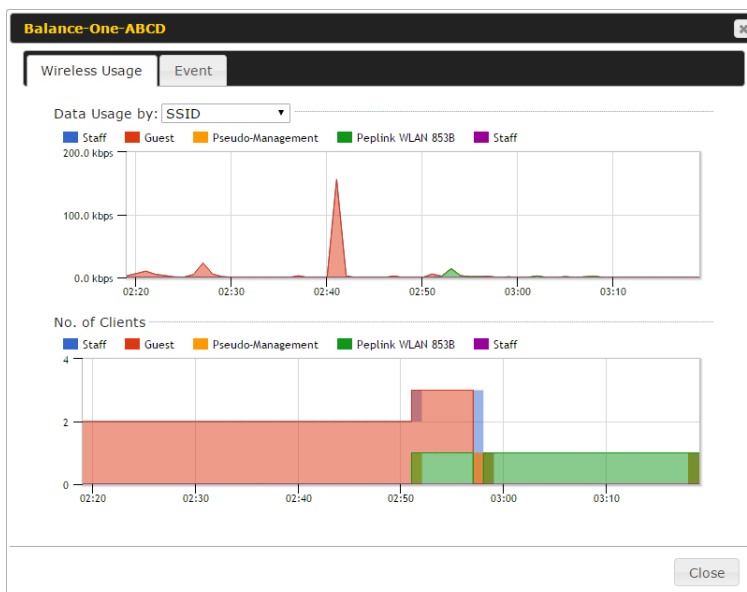 Balance-One-ABCD
Wireless Usage Event
Data Usage by: SSID
Staff Guest Pseudo-Management Peplink WLAN 853B Staff
200.0 kbps
100.0 kbps
0.0 kbps
02:20 02:30 02:40 02:50 03:00 03:10
No. of Clients
Staff Guest Pseudo-Management Peplink WLAN 853B Staff
4
2
0
02:20 02:30 02:40 02:50 03:00 03:10
Close